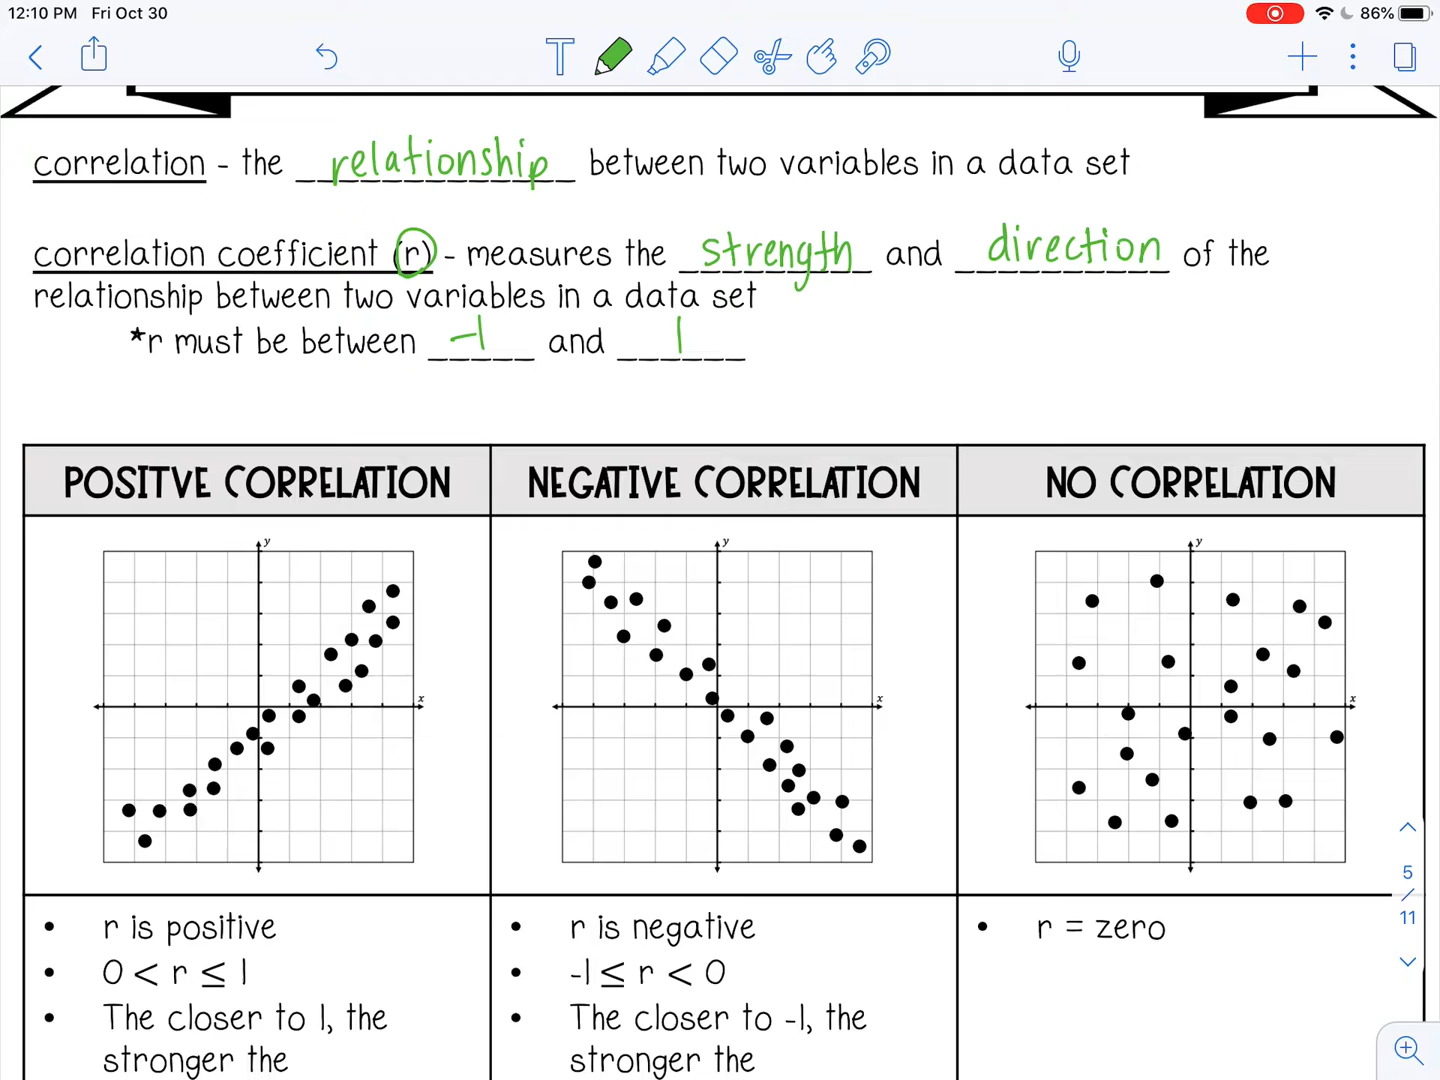 12:10 PM Fri Oct 30 86%
T
correlation - the relationship between two variables in a data set
correlation coefficient (r) - measures the strength and direction of the
relationship between two variables in a data set
*r must be between -1 and 1
POSITVE CORRELATION NEGATIVE CORRELATION NO CORRELATION
y y y
x x x
5
/
11
• r is positive • r is negative • r = zero
• 0 < r ≤ 1 • -1 ≤ r < 0
• The closer to 1, the • The closer to -1, the
stronger the stronger the